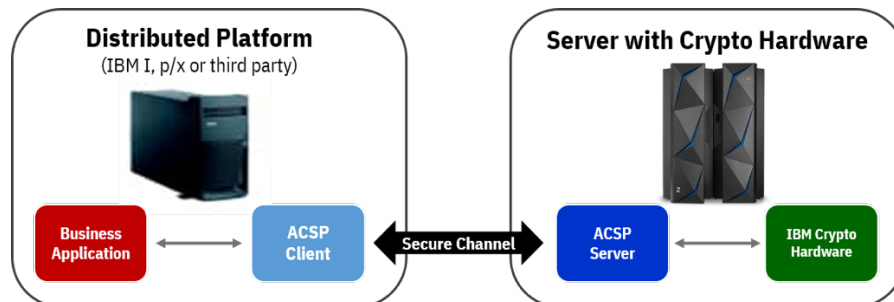 Distributed Platform
(IBM I, p/x or third party)
Business
Application
ACSP
Client
Secure Channel
Server with Crypto Hardware
Z
ACSP
Server
IBM Crypto
Hardware